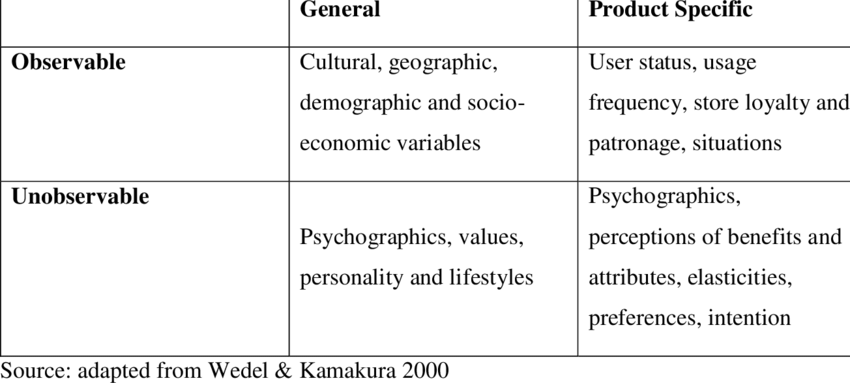 General
Product Specific
Observable
Cultural, geographic,
demographic and socio-
economic variables
User status, usage
frequency, store loyalty and
patronage, situations
Unobservable
Psychographics, values,
personality and lifestyles
Psychographics,
perceptions of benefits and
attributes, elasticities,
preferences, intention
Source: adapted from Wedel & Kamakura 2000